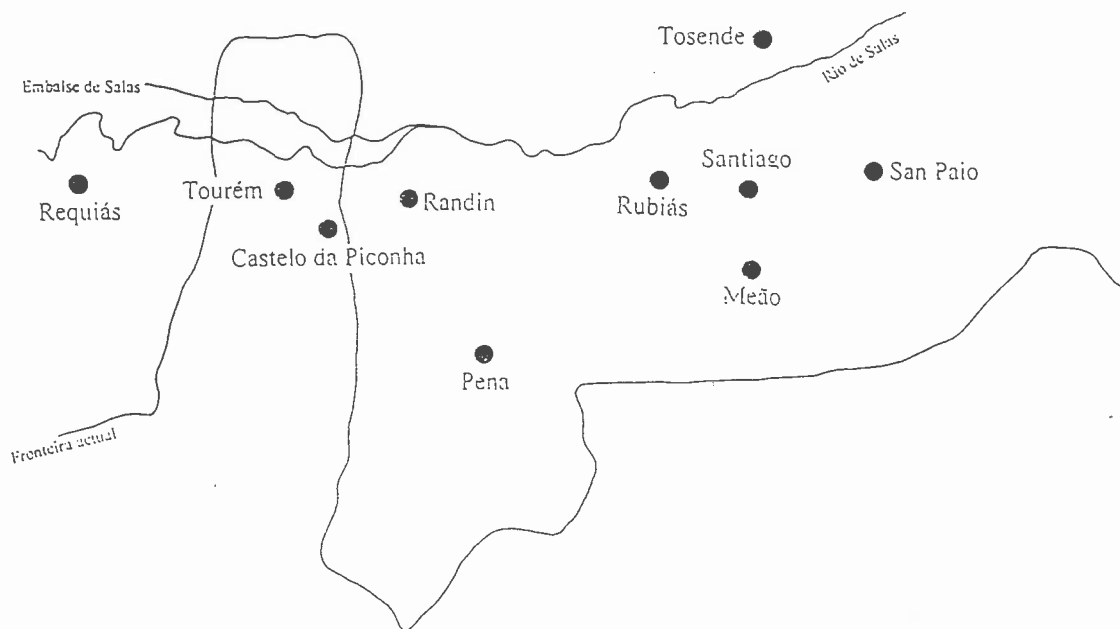 Tosende
Rio de Salas
Embalse de Salas
Santiago
San Paio
Requiás
Tourém
Randin
Rubiás
Castelo da Piconha
Meão
Pena
Fronteira actual